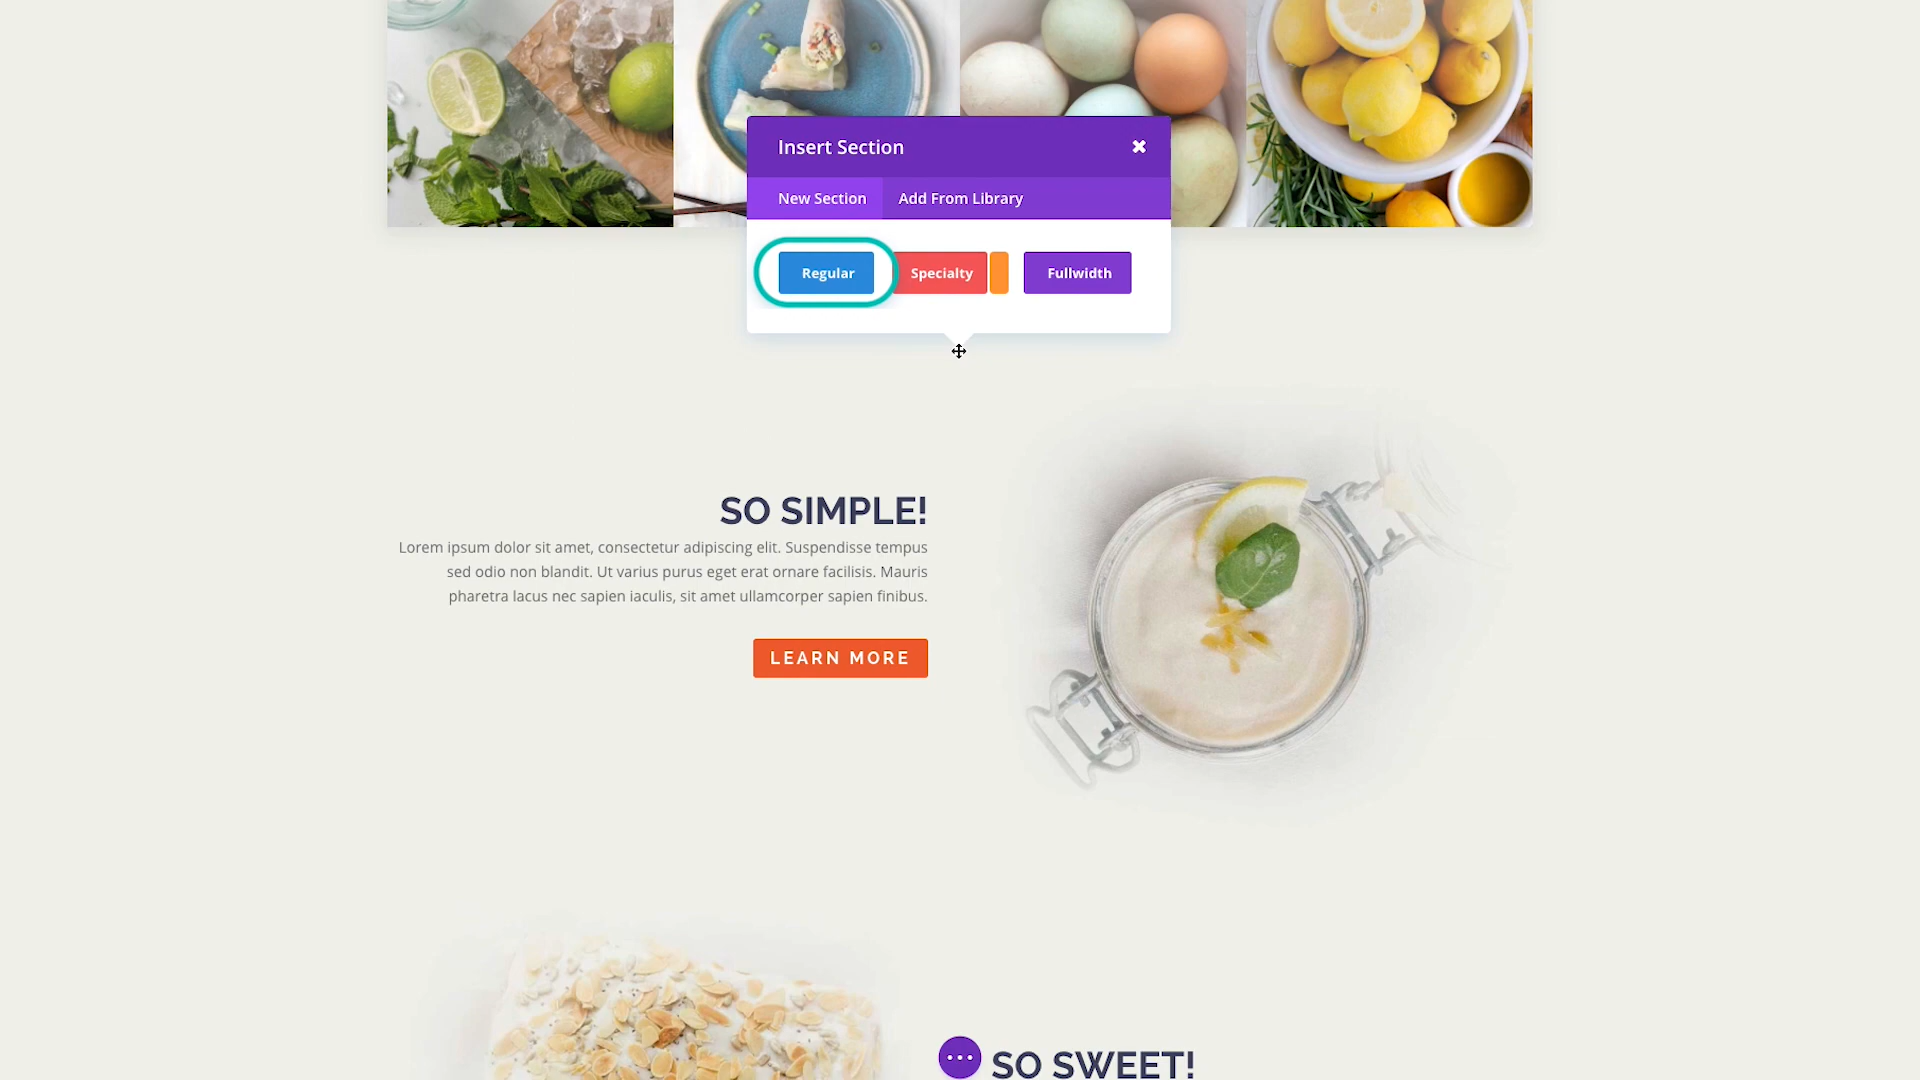 Insert Section
New Section
Add From Library
Regular
Specialty
Fullwidth
SO SIMPLE!
Lorem ipsum dolor sit amet, consectetur adipiscing elit. Suspendisse tempus
sed odio non blandit. Ut varius purus eget erat ornare facilisis. Mauris
pharetra lacus nec sapien iaculis, sit amet ullamcorper sapien finibus.
LEARN MORE
SO SWEET!